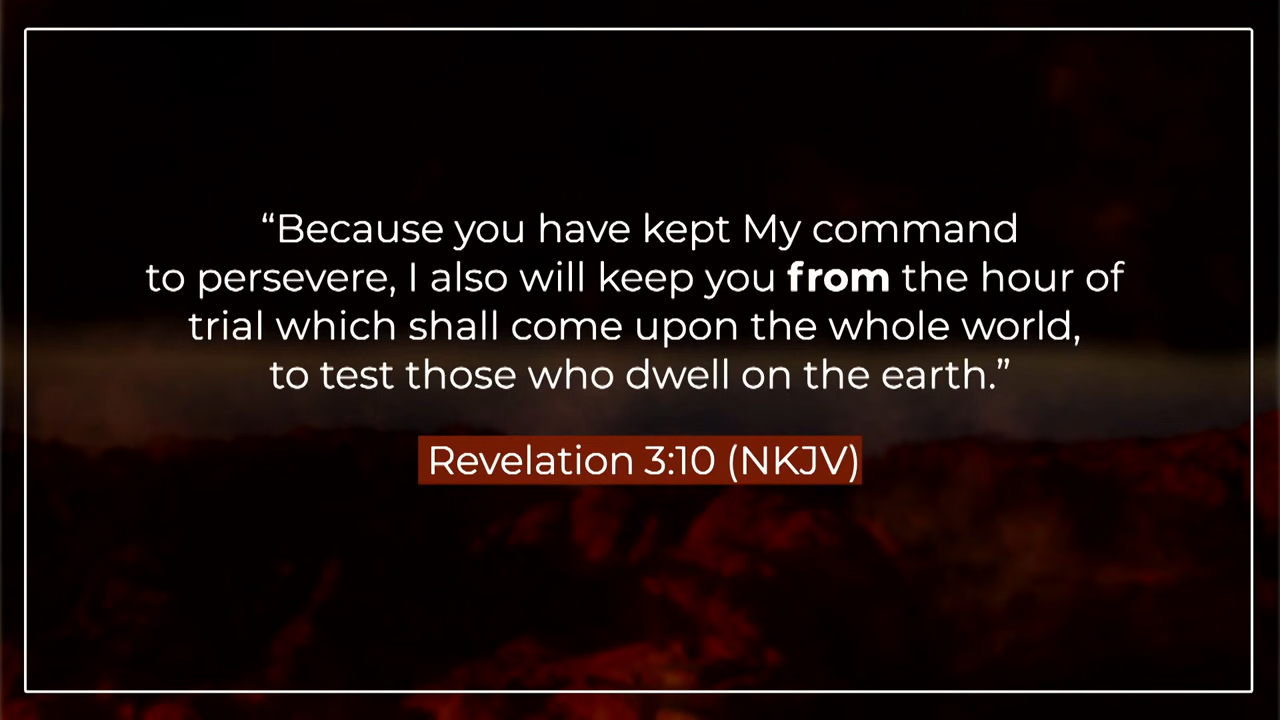 “Because you have kept My command
to persevere, I also will keep you from the hour of
trial which shall come upon the whole world,
to test those who dwell on the earth.”
Revelation 3:10 (NKJV)